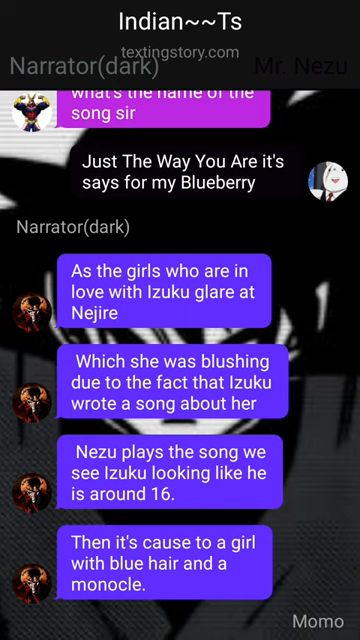 Indian~~Ts
textingstory.com
Narrator(dark)
Mr. Nezu
what's the name of the
song sir
Just The Way You Are it's
says for my Blueberry
Narrator(dark)
As the girls who are in
love with Izuku glare at
Nejire
Which she was blushing
due to the fact that Izuku
wrote a song about her
Nezu plays the song we
see Izuku looking like he
is around 16.
Then it's cause to a girl
with blue hair and a
monocle.
Momo